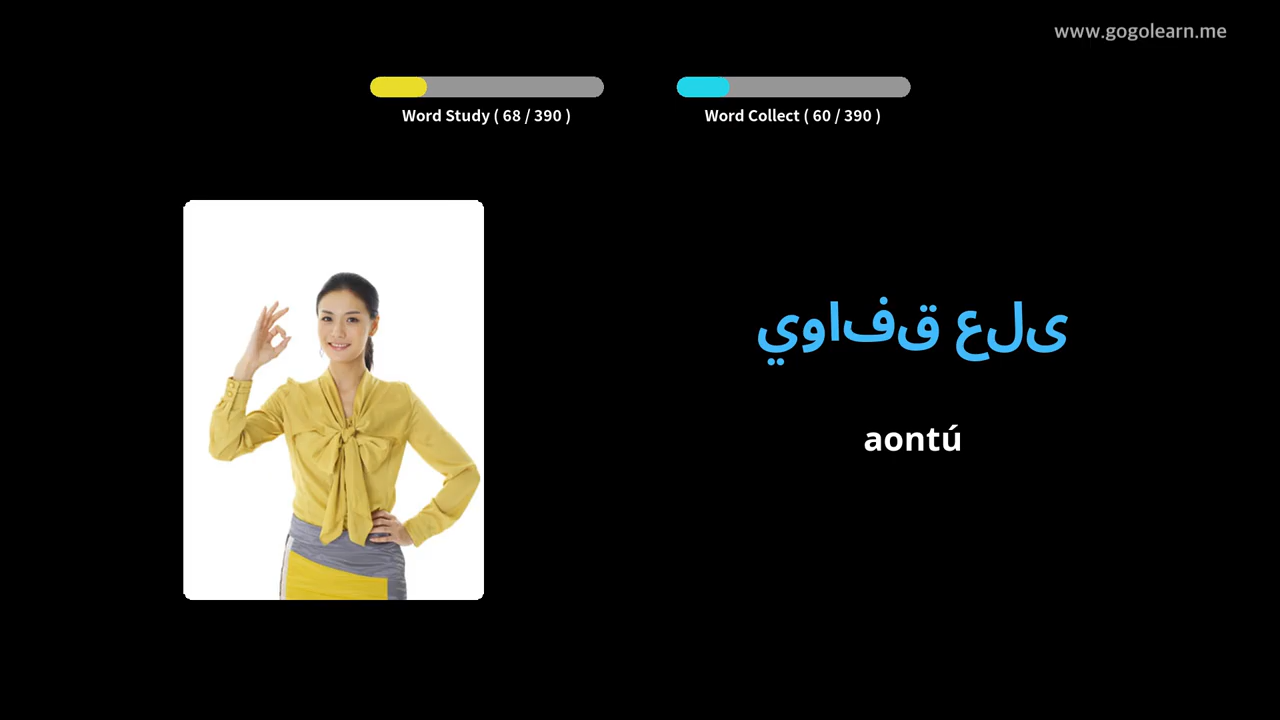 www.gogolearn.me
Word Study ( 68 / 390 )
Word Collect ( 60 / 390 )
يوافق على
aontú